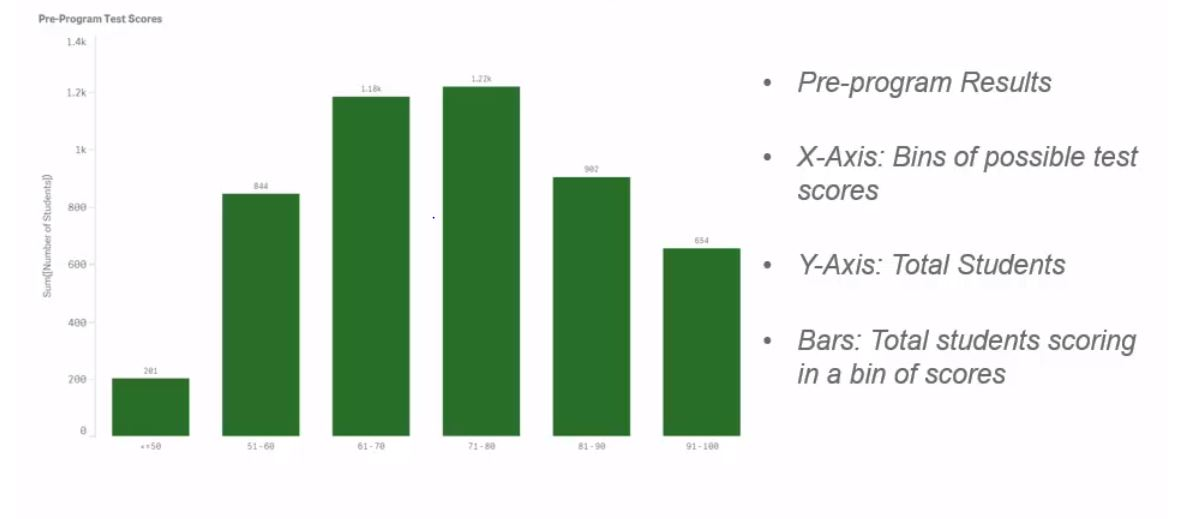 Pre-Program Test Scores
1.4k
1.2k
1k
800
600
400
200
0
Sum([Number of Students])
201
844
1.18k
1.22k
902
654
<=50
51-60
61-70
71-80
81-90
91-100
• Pre-program Results
• X-Axis: Bins of possible test
scores
• Y-Axis: Total Students
• Bars: Total students scoring
in a bin of scores